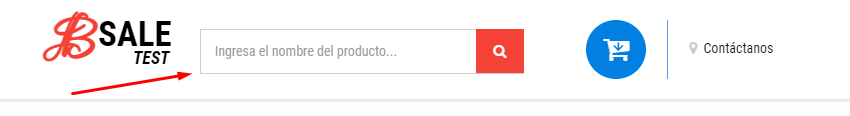 B SALE
TEST
Ingresa el nombre del producto...
Contáctanos